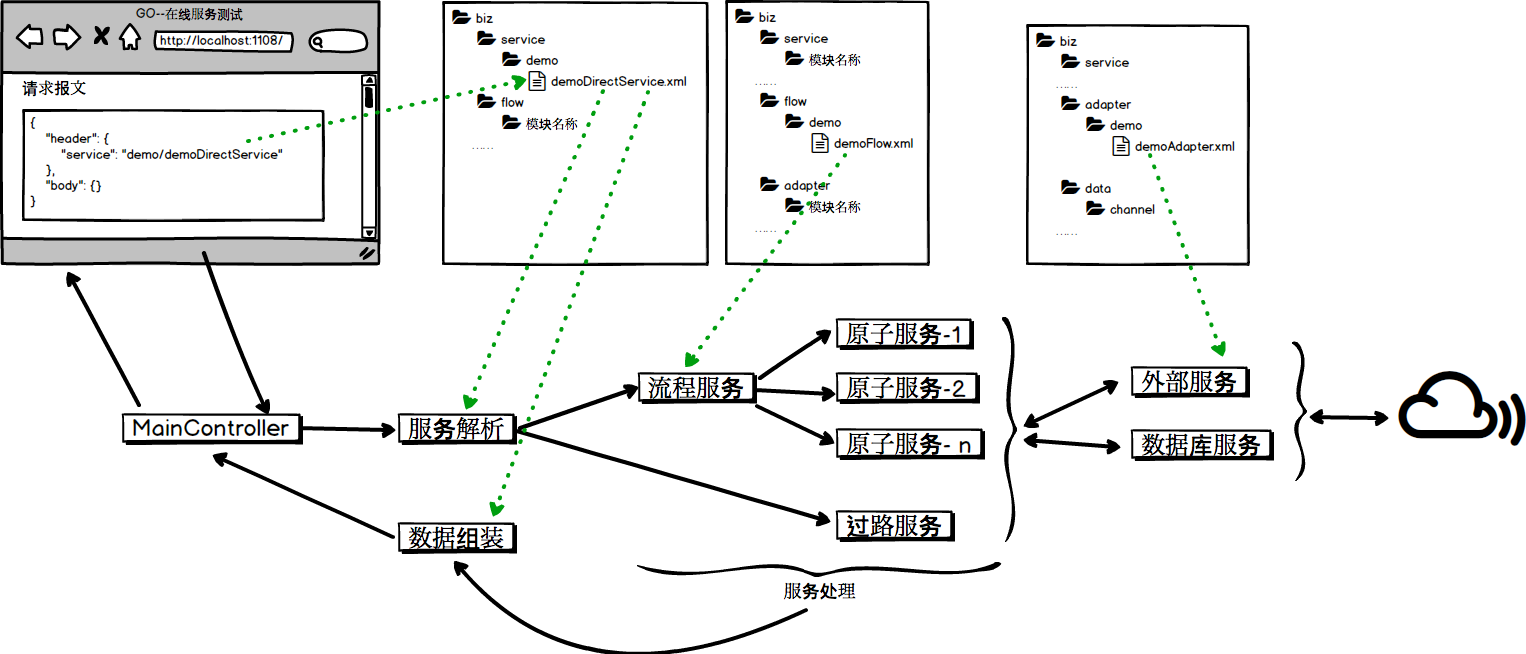 GO--在线服务测试
http://localhost:1108/
请求报文
{
"header": {
"service": "demo/demoDirectService"
},
"body": {}
}
biz
service
demo
demoDirectService.xml
flow
模块名称
......
biz
service
模块名称
......
flow
demo
demoFlow.xml
adapter
模块名称
......
biz
service
......
adapter
demo
demoAdapter.xml
data
channel
......
MainController
服务解析
数据组装
流程服务
原子服务-1
原子服务-2
原子服务- n
过路服务
服务处理
外部服务
数据库服务